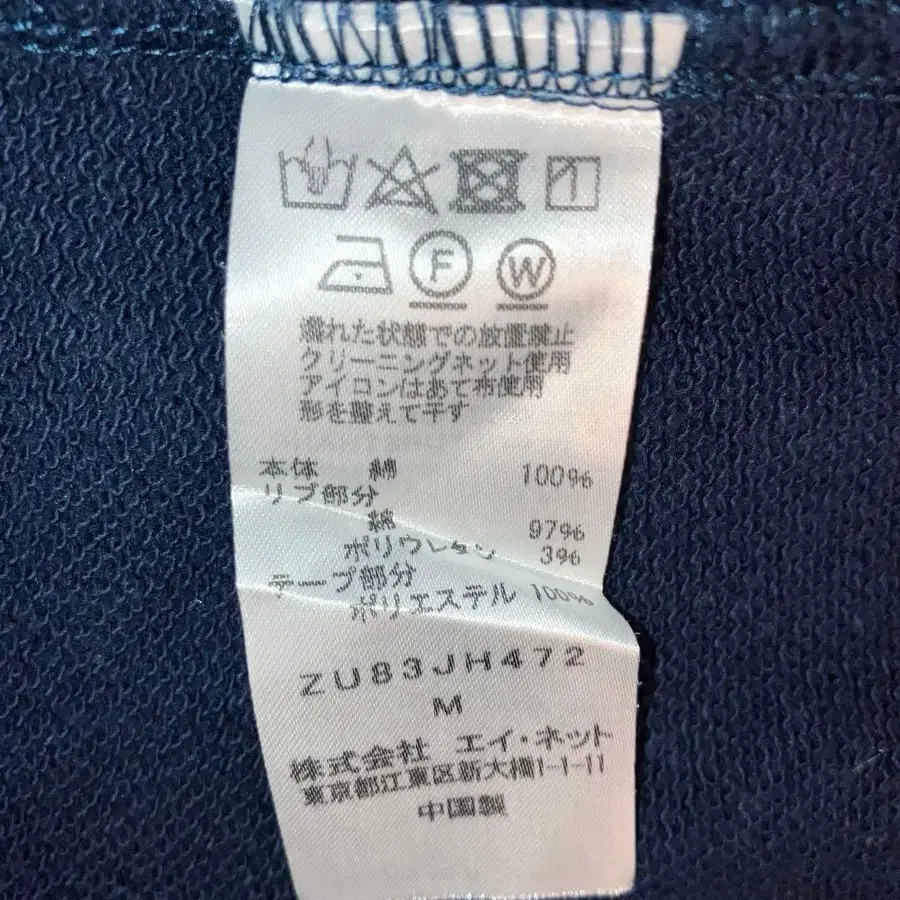 F W
濡れた状態での放置禁止
クリーニングネット使用
アイロンはあて布使用
形を整えて干す
本体 綿 100%
リブ部分
綿 97%
ポリウレタン 3%
テープ部分
ポリエステル 100%
ZU83JH472
M
株式会社 エイ・ネット
東京都江東区新大橋1-1-11
中国製